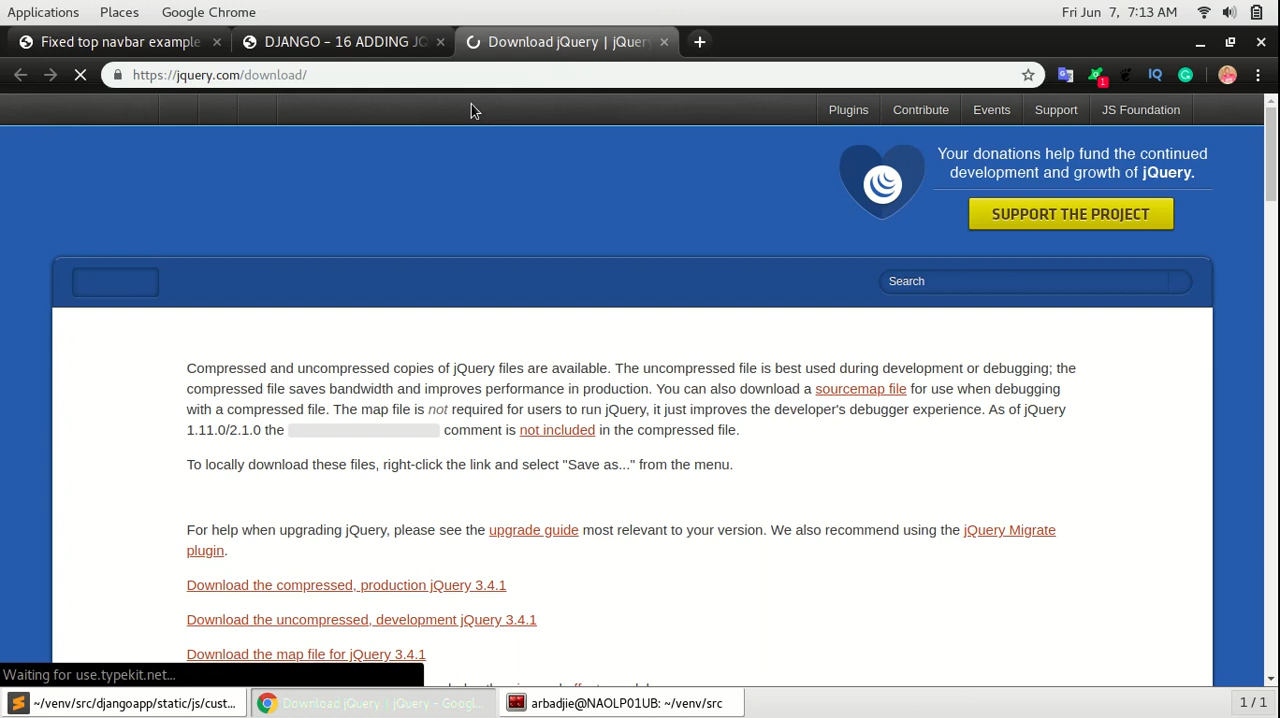 Applications Places Google Chrome Fri Jun 7, 7:13 AM
Fixed top navbar example DJANGO – 16 ADDING JQ Download jQuery | jQuery
https://jquery.com/download/ IQ 1
Plugins Contribute Events Support JS Foundation
Your donations help fund the continued
development and growth of jQuery.
SUPPORT THE PROJECT
Search
Compressed and uncompressed copies of jQuery files are available. The uncompressed file is best used during development or debugging; the
compressed file saves bandwidth and improves performance in production. You can also download a sourcemap file for use when debugging
with a compressed file. The map file is not required for users to run jQuery, it just improves the developer's debugger experience. As of jQuery
1.11.0/2.1.0 the comment is not included in the compressed file.
To locally download these files, right-click the link and select "Save as..." from the menu.
For help when upgrading jQuery, please see the upgrade guide most relevant to your version. We also recommend using the jQuery Migrate
plugin.
Download the compressed, production jQuery 3.4.1
Download the uncompressed, development jQuery 3.4.1
Download the map file for jQuery 3.4.1
Waiting for use.typekit.net...
~/venv/src/djangoapp/static/js/cust... Download jQuery | jQuery - Googl... arbadjie@NAOLP01UB: ~/venv/src 1 / 1